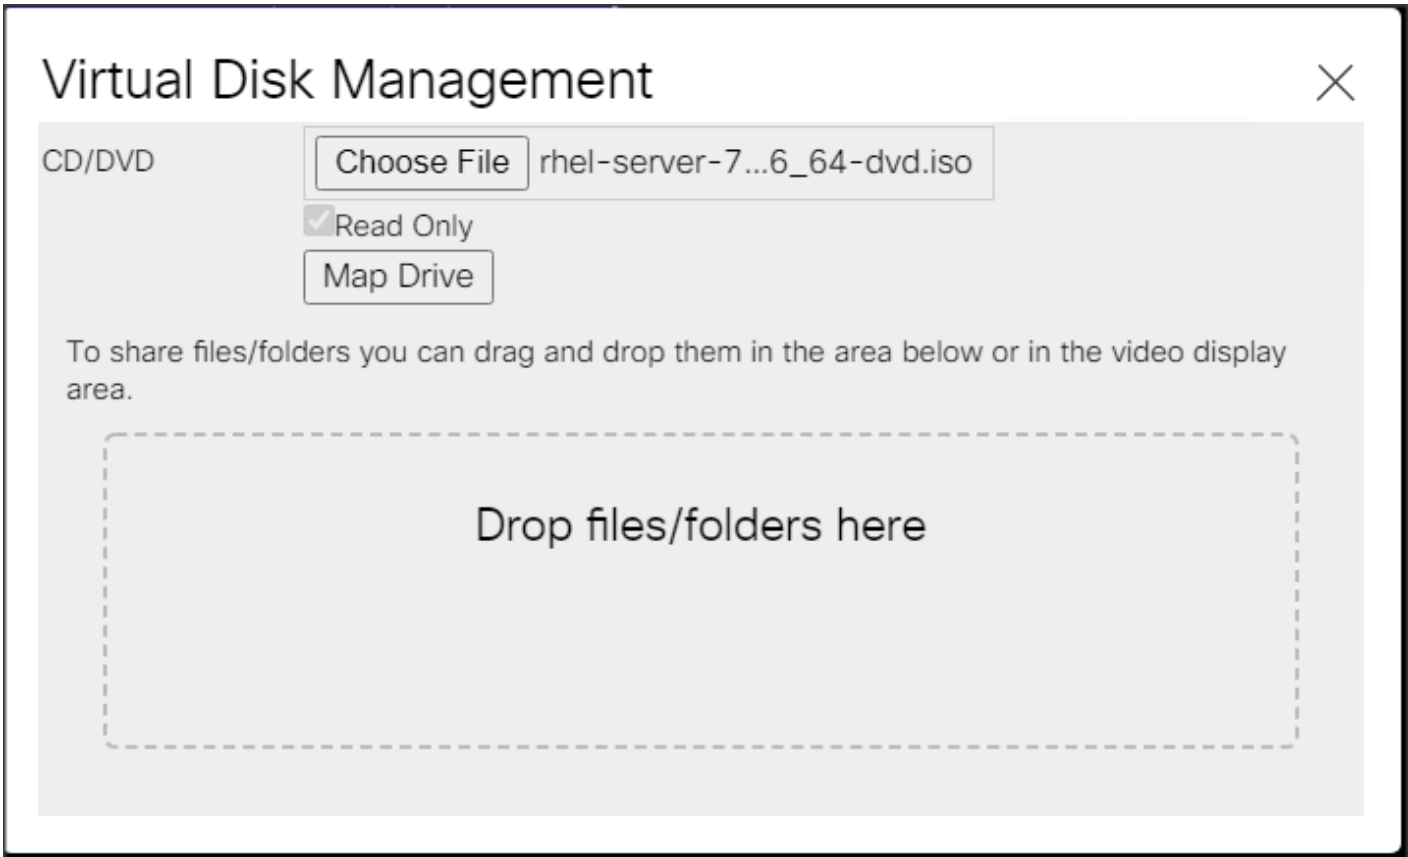 Virtual Disk Management
CD/DVD
Choose File rhel-server-7...6_64-dvd.iso
Read Only
Map Drive
To share files/folders you can drag and drop them in the area below or in the video display
area.
Drop files/folders here